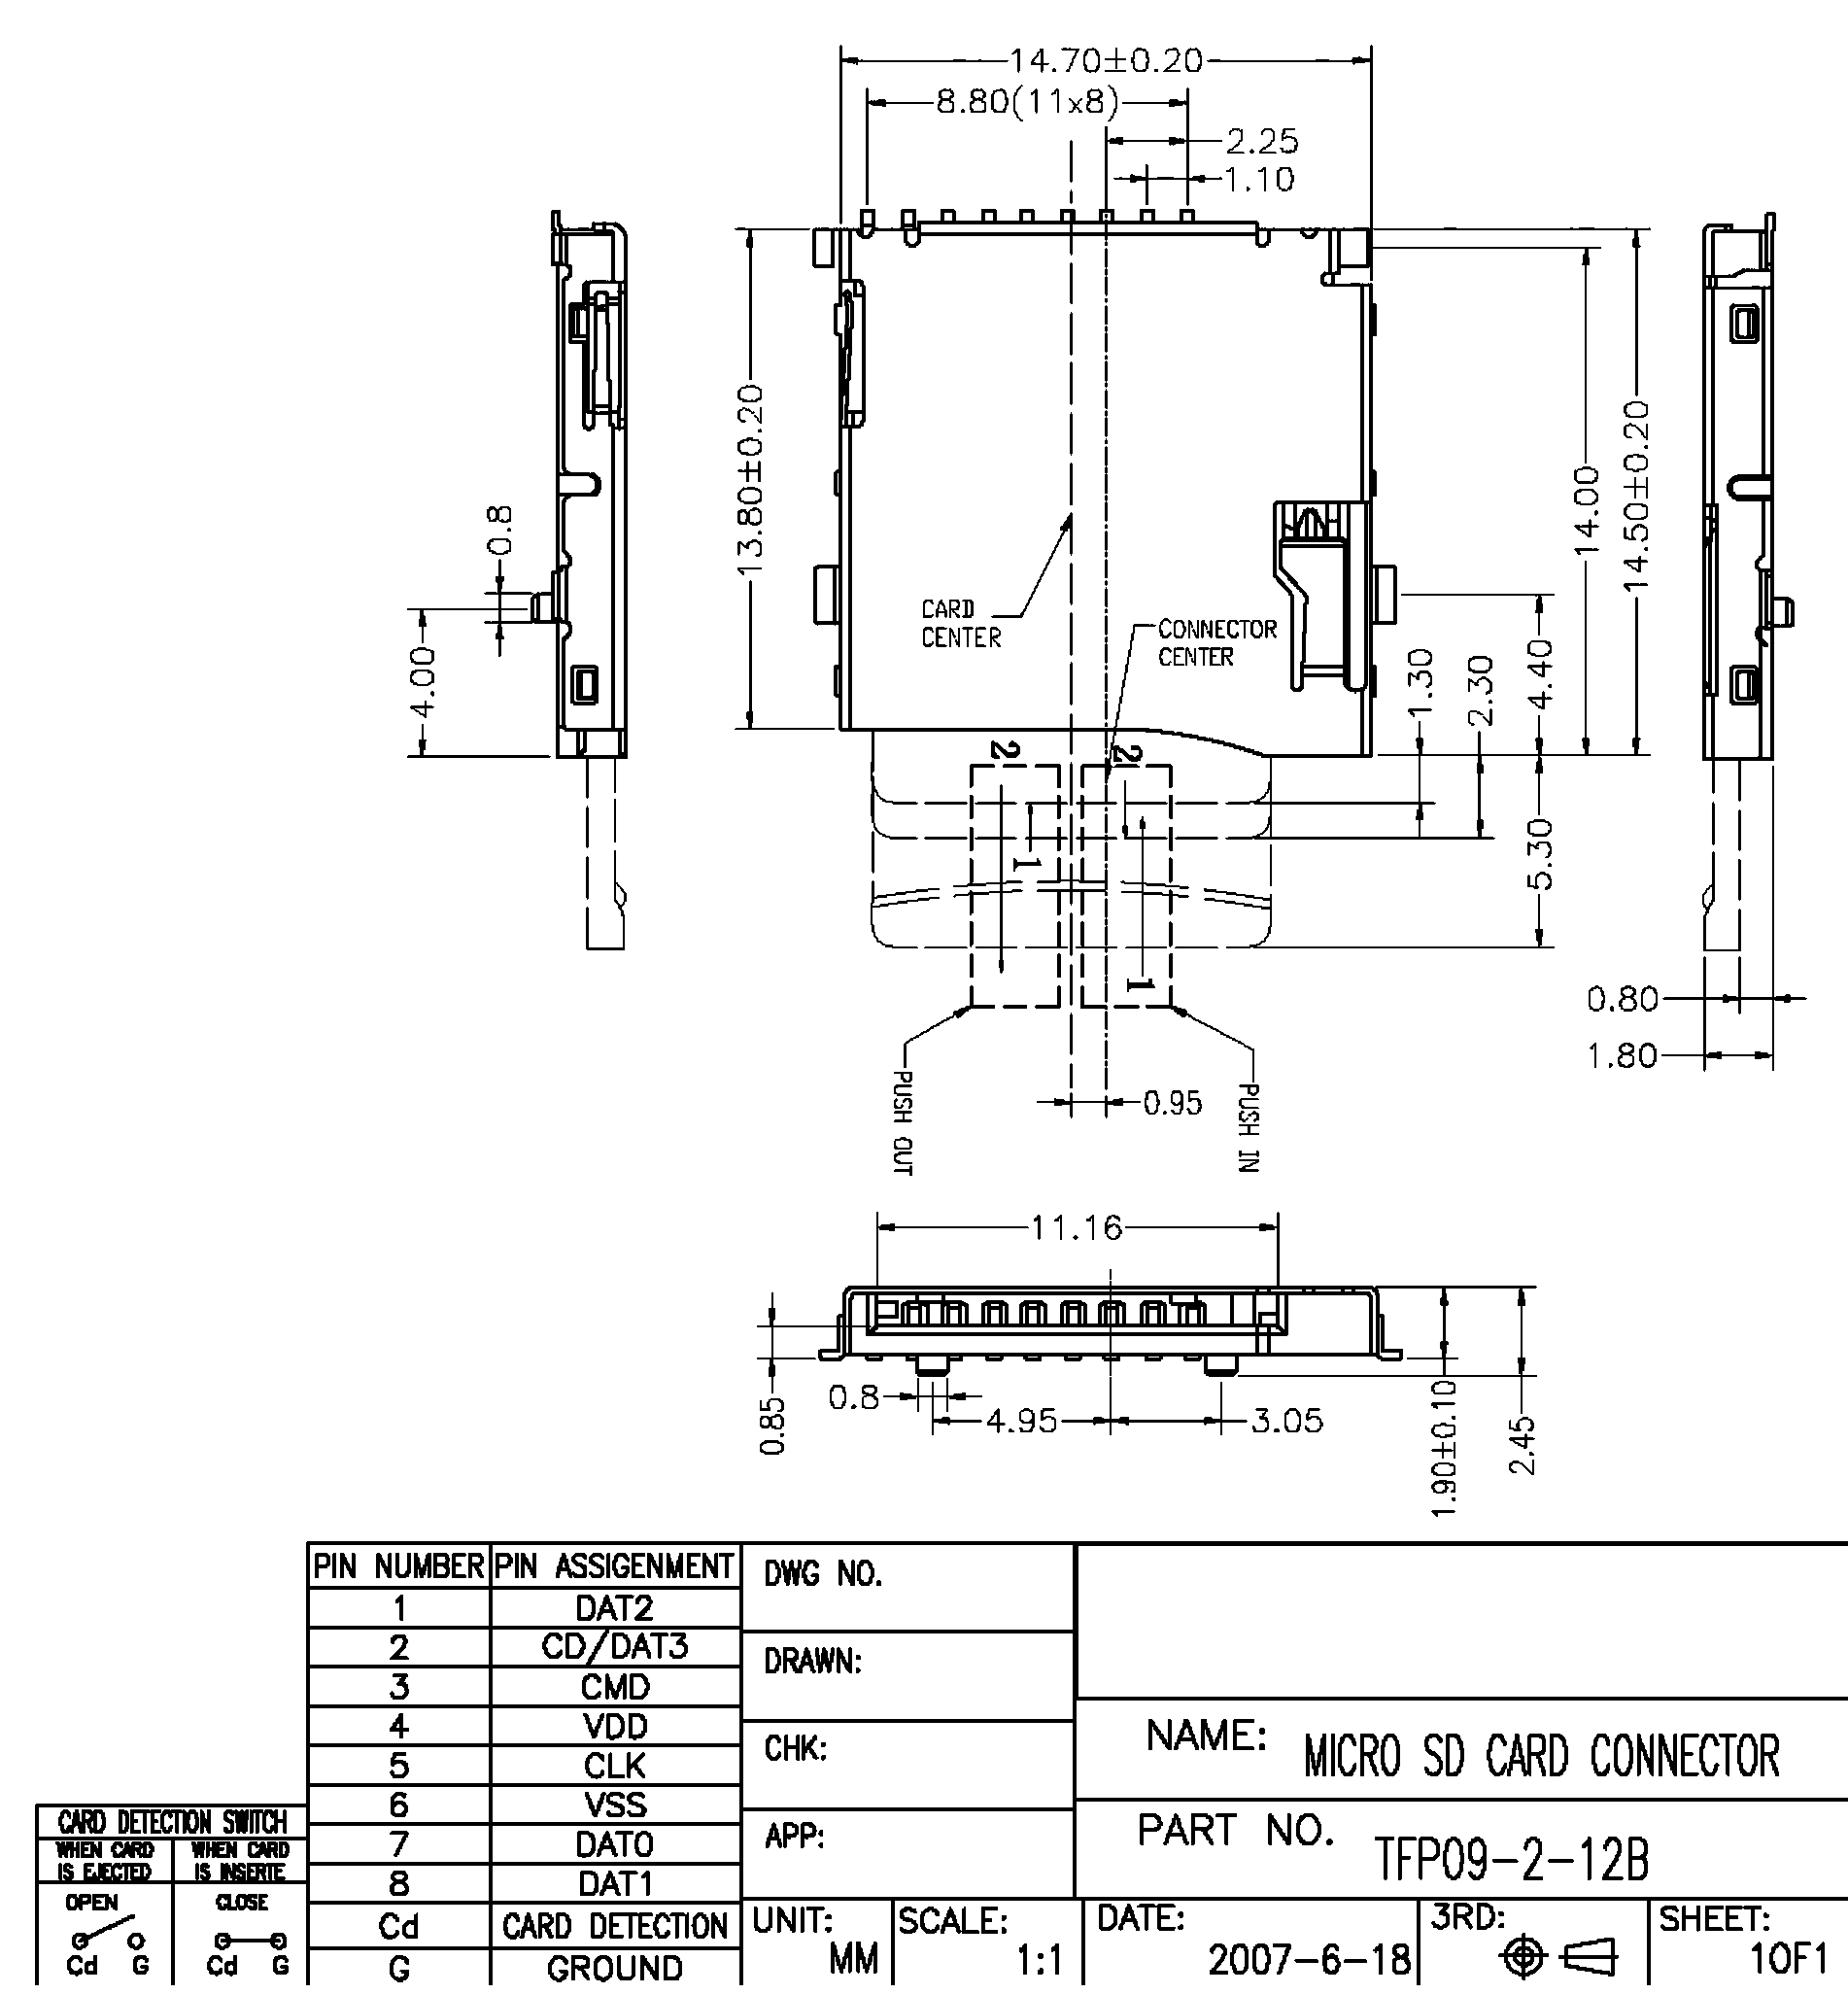 14.70±0.20
8.80(11x8)
2.25
1.10
13.80±0.20
14.00
14.50±0.20
0.8
4.00
CARD
CENTER
CONNECTOR
CENTER
1.30
2.30
4.40
5.30
2
2
1
1
0.80
1.80
PUSH OUT
PUSH IN
0.95
11.16
0.85
0.8
4.95
3.05
1.90±0.10
2.45
PIN NUMBER PIN ASSIGENMENT
1 DAT2
2 CD/DAT3
3 CMD
4 VDD
5 CLK
6 VSS
7 DAT0
8 DAT1
Cd CARD DETECTION
G GROUND
CARD DETECTION SWITCH
WHEN CARD
IS EJECTED
WHEN CARD
IS INSERTE
OPEN
CLOSE
Cd G
Cd G
DWG NO.
DRAWN:
CHK:
APP:
NAME: MICRO SD CARD CONNECTOR
PART NO. TFP09-2-12B
UNIT:
MM
SCALE:
1:1
DATE:
2007-6-18
3RD:
SHEET:
1OF1